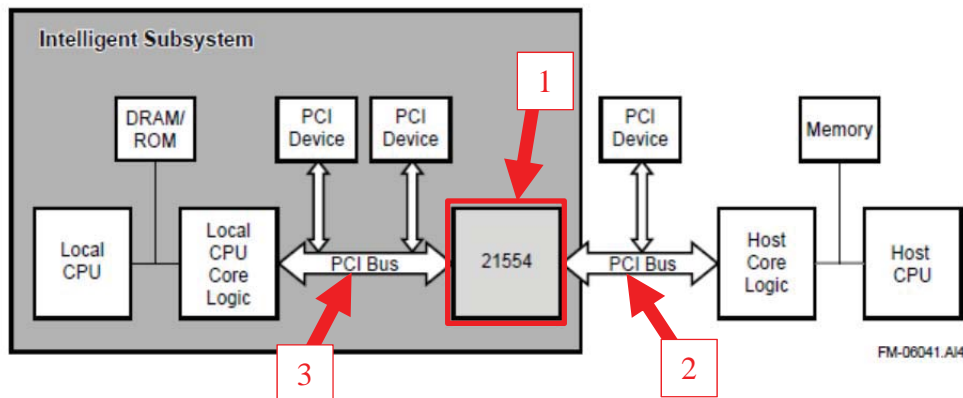 Intelligent Subsystem
1
DRAM/
ROM
PCI
Device
PCI
Device
PCI
Device
Memory
Local
CPU
Local
CPU
Core
Logic
PCI Bus
21554
PCI Bus
Host
Core
Logic
Host
CPU
3
2
FM-06041.AI4